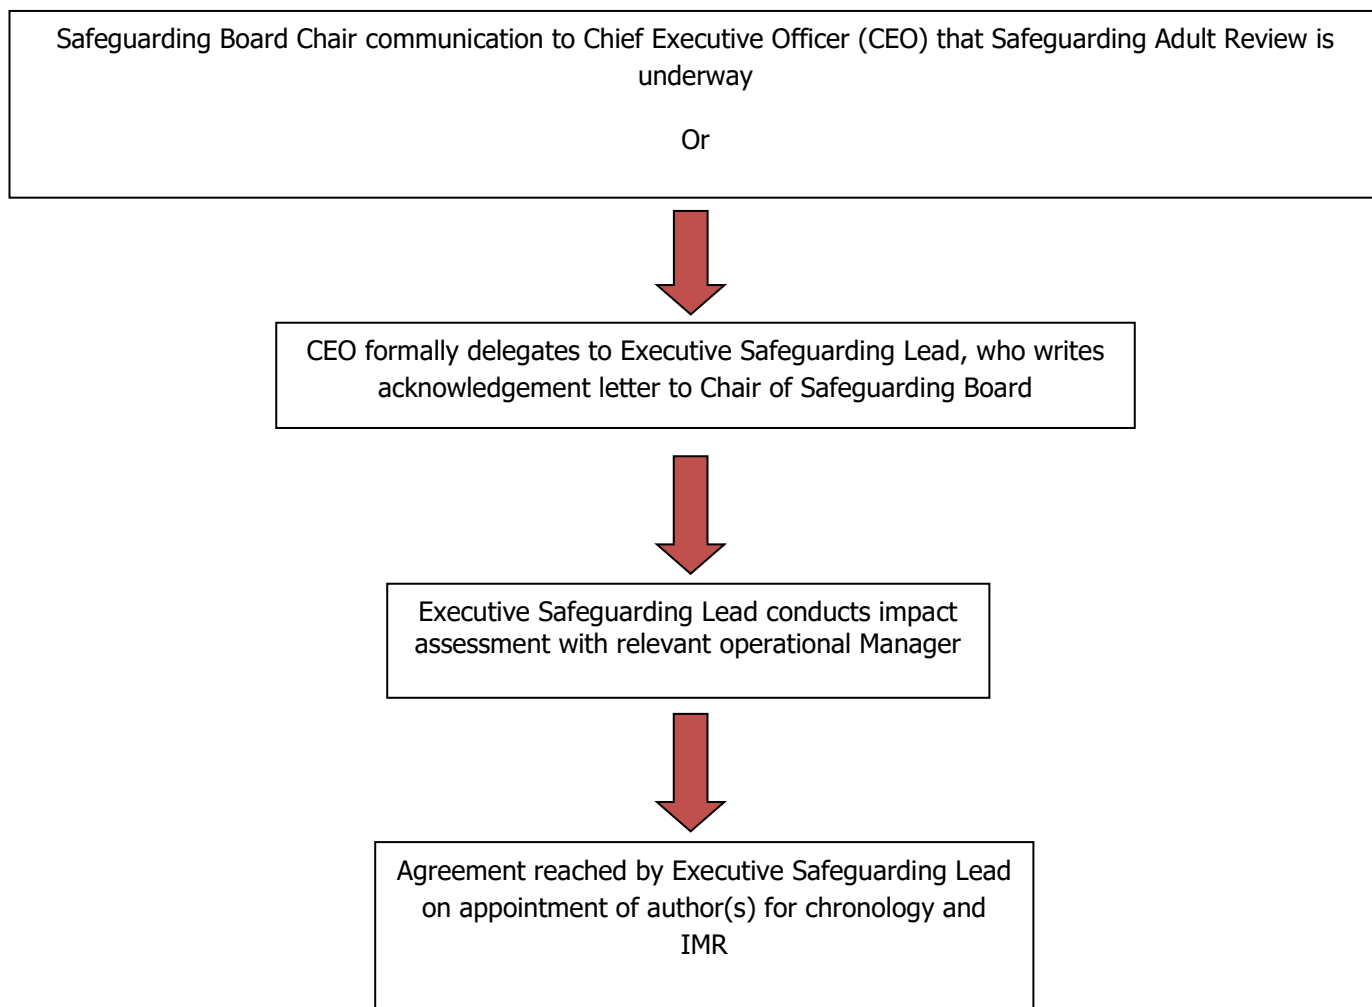 Safeguarding Board Chair communication to Chief Executive Officer (CEO) that Safeguarding Adult Review is
underway
Or
CEO formally delegates to Executive Safeguarding Lead, who writes
acknowledgement letter to Chair of Safeguarding Board
Executive Safeguarding Lead conducts impact
assessment with relevant operational Manager
Agreement reached by Executive Safeguarding Lead
on appointment of author(s) for chronology and
IMR